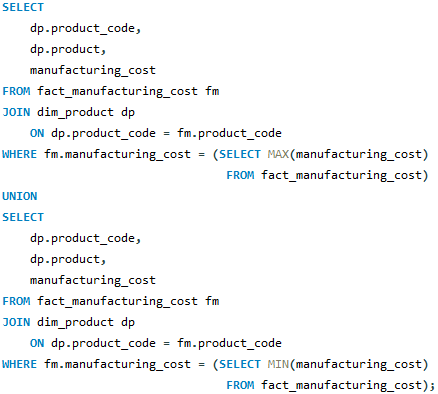 SELECT
    dp.product_code,
    dp.product,
    manufacturing_cost
FROM fact_manufacturing_cost fm
JOIN dim_product dp
    ON dp.product_code = fm.product_code
WHERE fm.manufacturing_cost = (SELECT MAX(manufacturing_cost)
                                FROM fact_manufacturing_cost)
UNION
SELECT
    dp.product_code,
    dp.product,
    manufacturing_cost
FROM fact_manufacturing_cost fm
JOIN dim_product dp
    ON dp.product_code = fm.product_code
WHERE fm.manufacturing_cost = (SELECT MIN(manufacturing_cost)
                                FROM fact_manufacturing_cost);